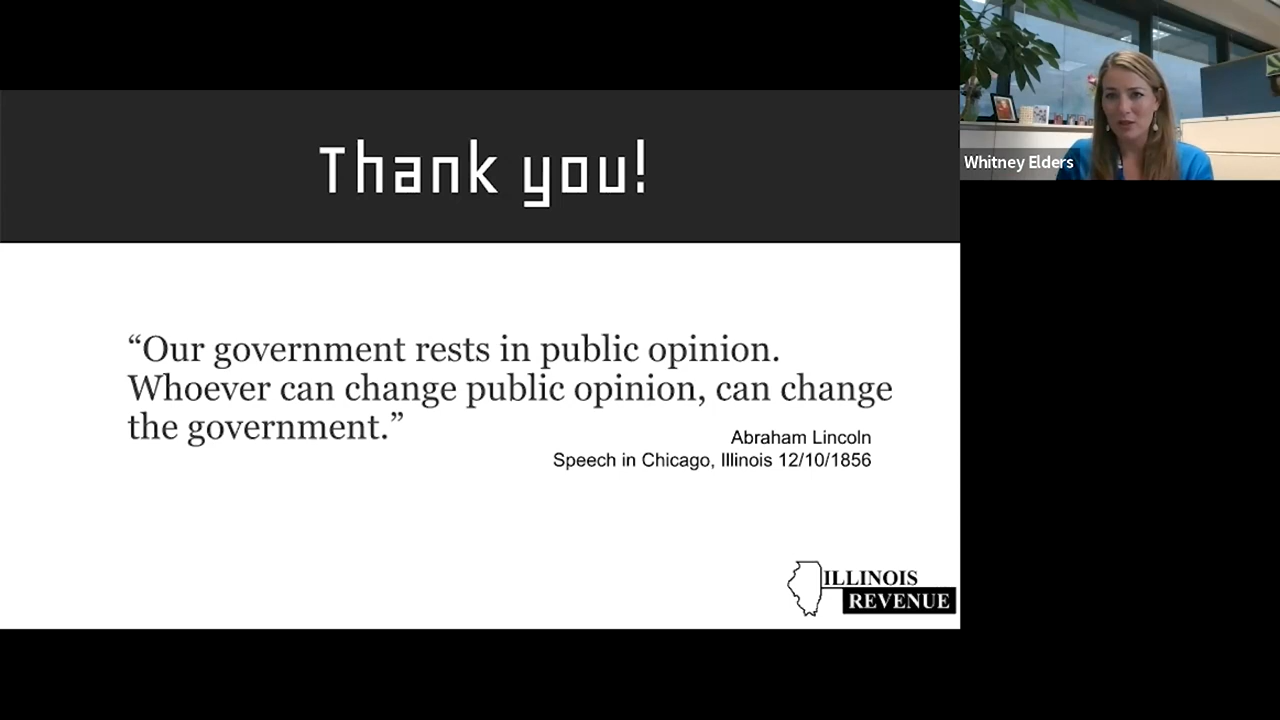 Thank you!
Whitney Elders
“Our government rests in public opinion.
Whoever can change public opinion, can change
the government.”
Abraham Lincoln
Speech in Chicago, Illinois 12/10/1856
ILLINOIS
REVENUE